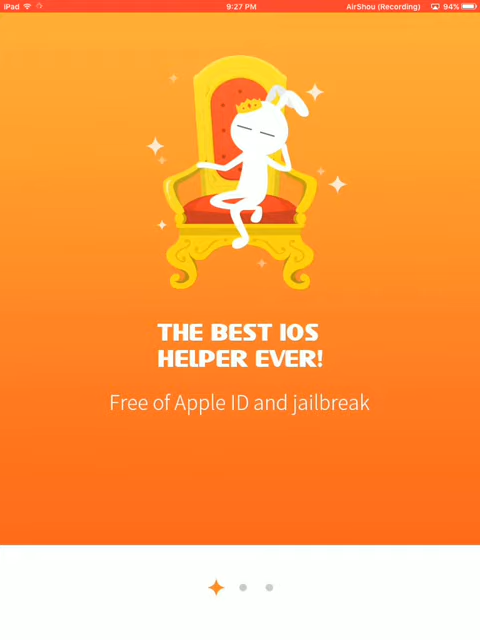 iPad 9:27 PM AirShou (Recording) 94%
THE BEST IOS
HELPER EVER!
Free of Apple ID and jailbreak